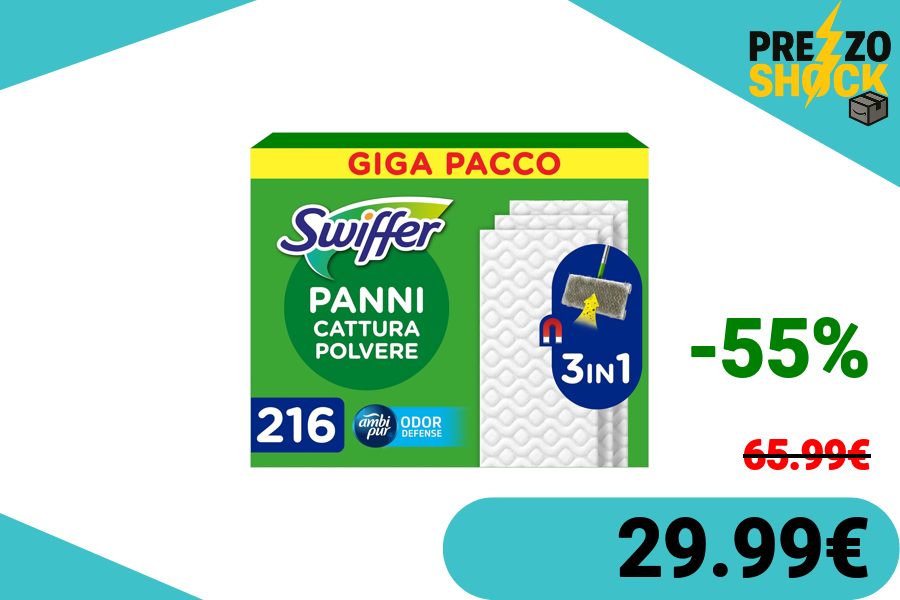 PREZZO
SHOCK
GIGA PACCO
Swiffer
PANNI
CATTURA
POLVERE
3IN1
216
ambi
pur
ODOR
DEFENSE
-55%
65.99€
29.99€